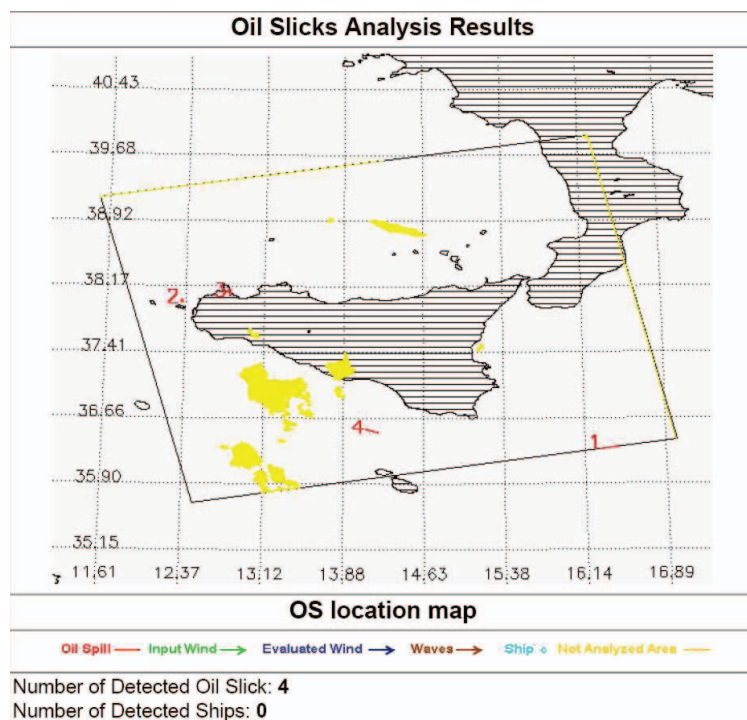 Oil Slicks Analysis Results
40.43
39.68
38.92
38.17
2
3
37.41
36.66
4
1
35.90
35.15
11.61 12.37 13.12 13.88 14.63 15.38 16.14 16.89
OS location map
Oil Spill Input Wind Evaluated Wind Waves Ship Not Analyzed Area
Number of Detected Oil Slick: 4
Number of Detected Ships: 0